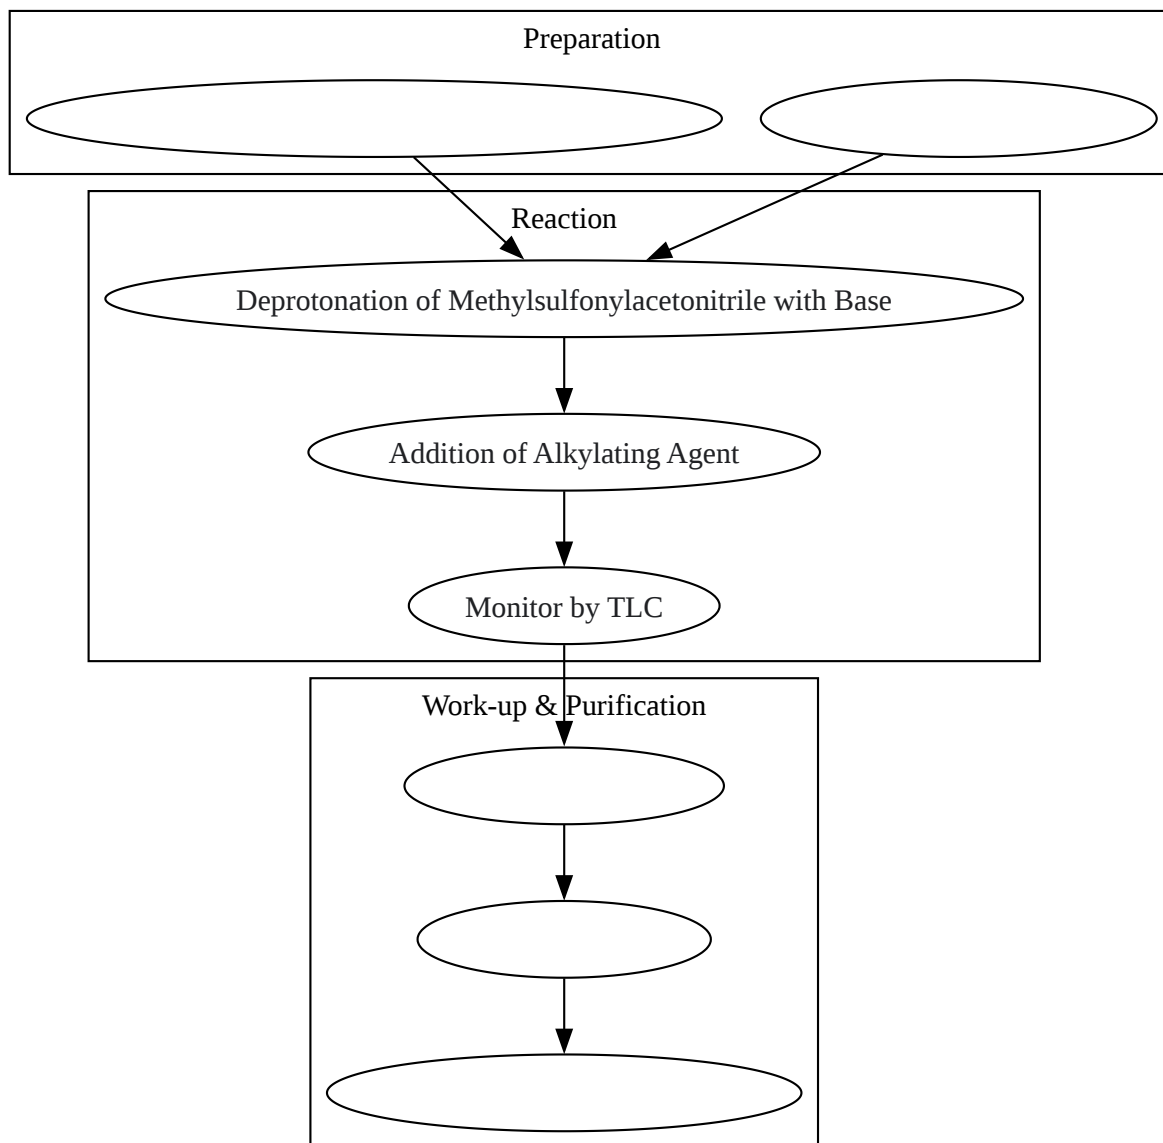 Preparation
Reaction
Deprotonation of Methylsulfonylacetonitrile with Base
Addition of Alkylating Agent
Monitor by TLC
Work-up & Purification